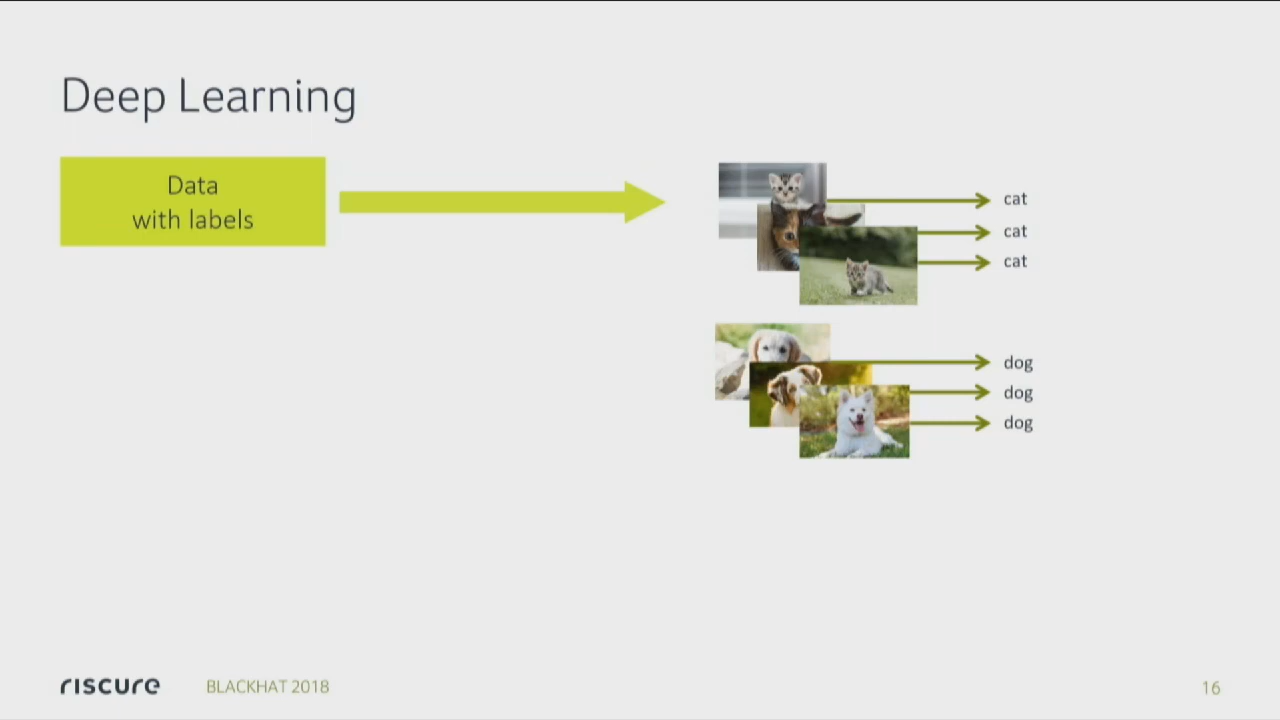 Deep Learning
Data
with labels
cat
cat
cat
dog
dog
dog
riscure
BLACKHAT 2018
16